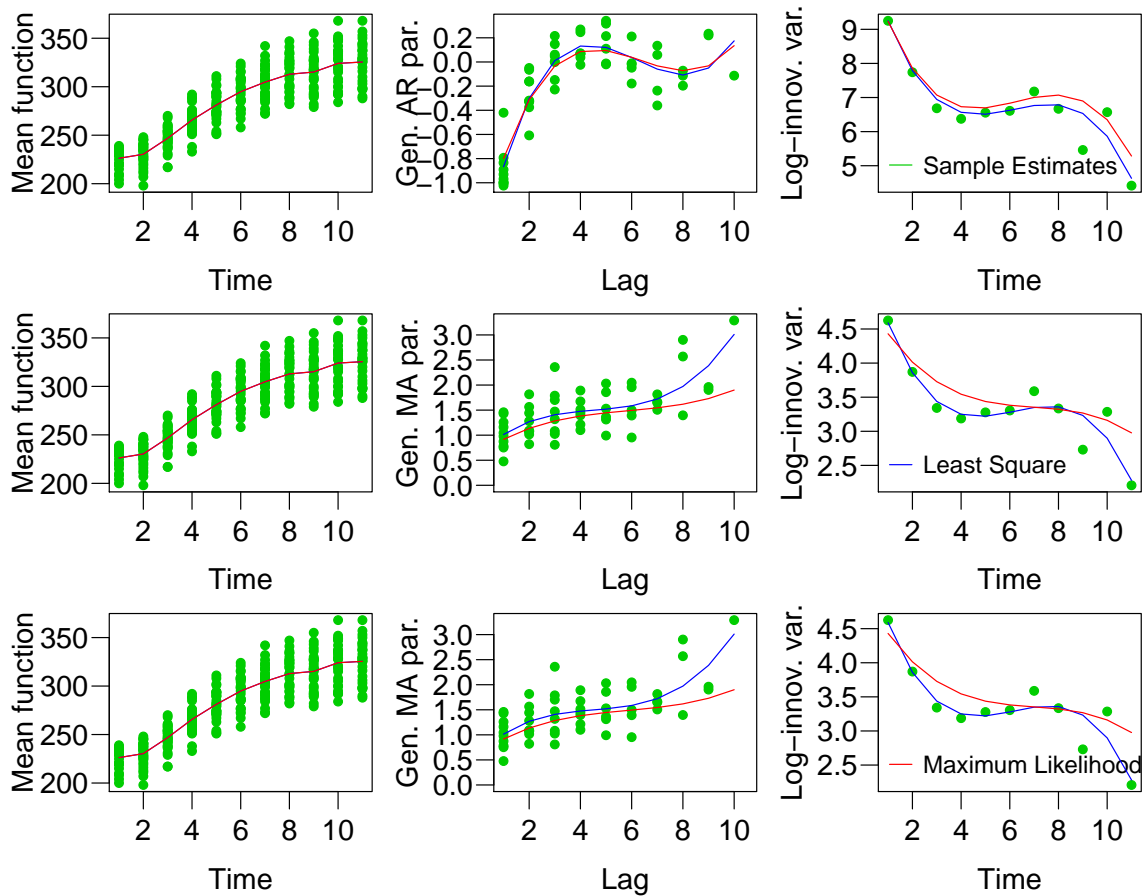 Mean function
350
300
250
200
2 4 6 8 10
Time
Gen. AR par.
0.2
0.0
−0.2
−0.4
−0.6
−0.8
−1.0
2 4 6 8 10
Lag
Log−innov. var.
9
8
7
6
5
Sample Estimates
2 4 6 8 10
Time
Mean function
350
300
250
200
2 4 6 8 10
Time
Gen. MA par.
3.0
2.5
2.0
1.5
1.0
0.5
0.0
2 4 6 8 10
Lag
Log−innov. var.
4.5
4.0
3.5
3.0
2.5
Least Square
2 4 6 8 10
Time
Mean function
350
300
250
200
2 4 6 8 10
Time
Gen. MA par.
3.0
2.5
2.0
1.5
1.0
0.5
0.0
2 4 6 8 10
Lag
Log−innov. var.
4.5
4.0
3.5
3.0
2.5
Maximum Likelihood
2 4 6 8 10
Time